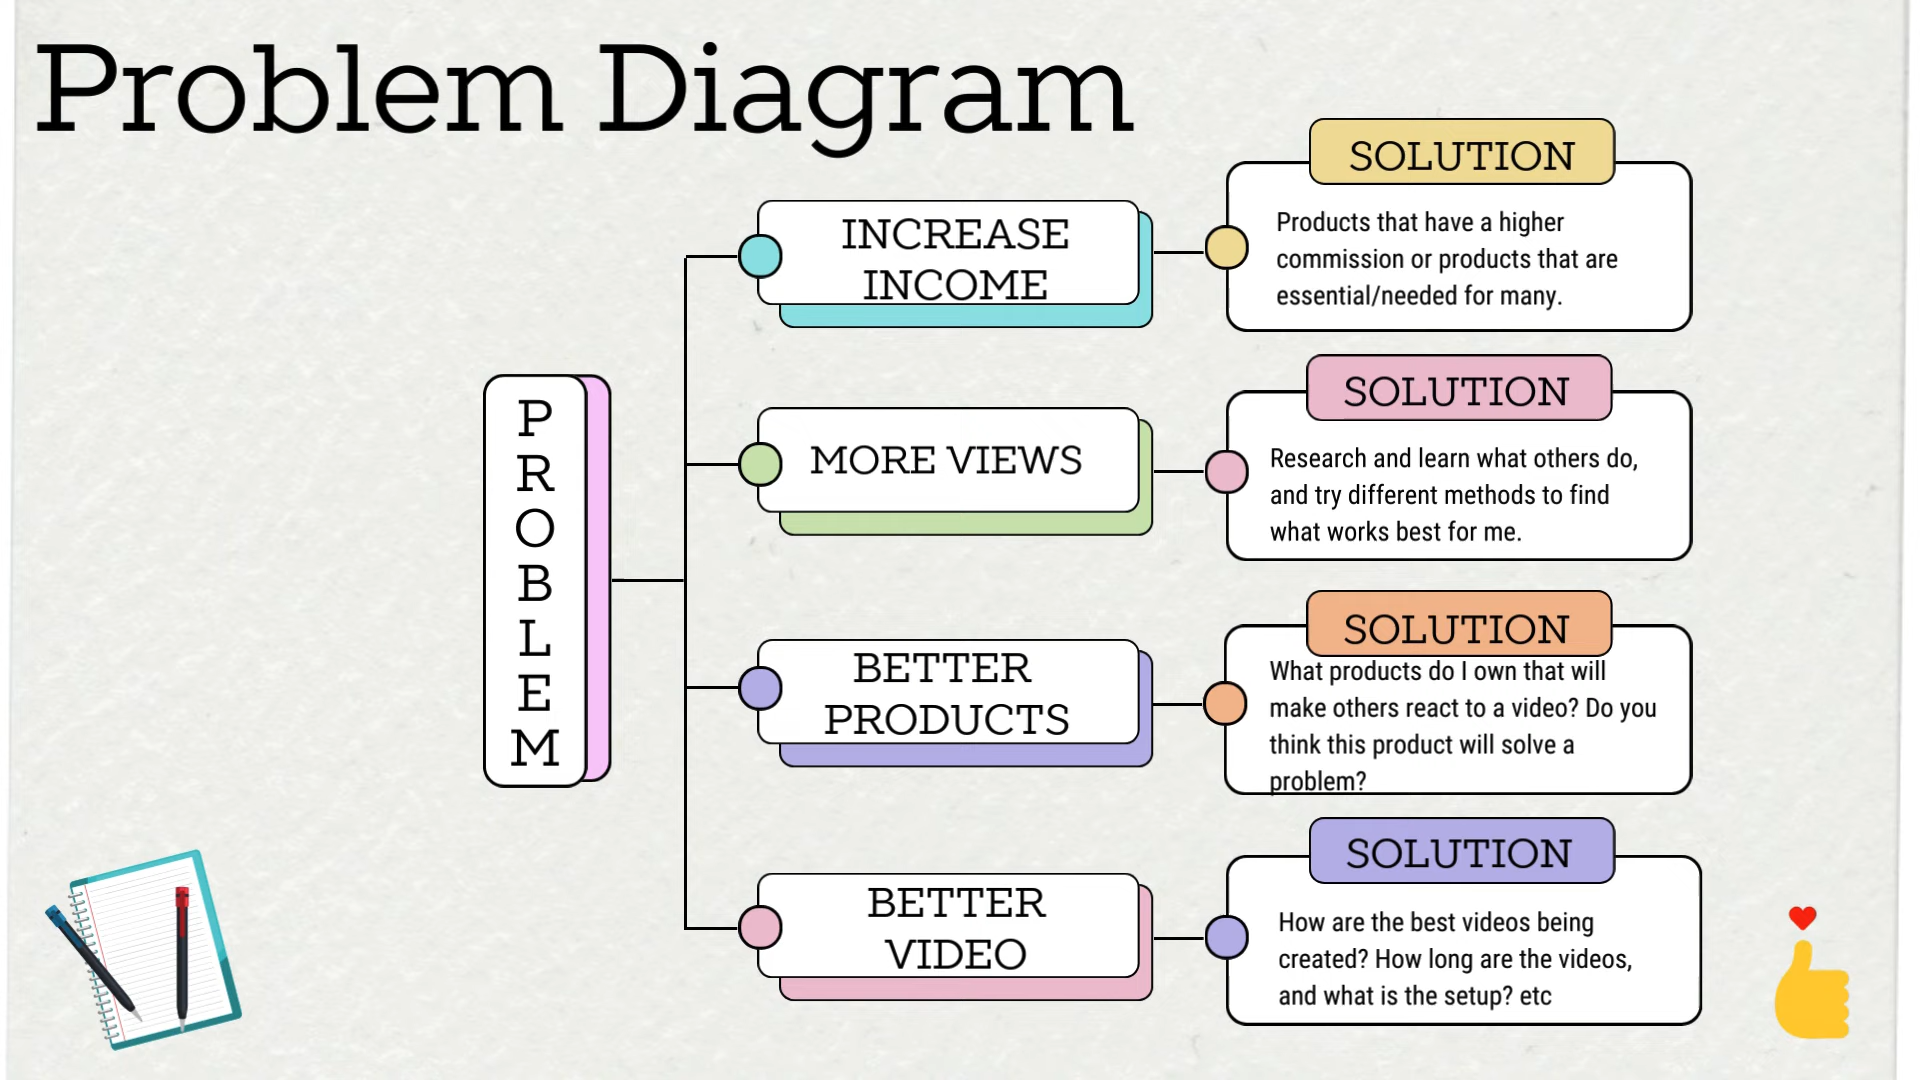 Problem Diagram
P
R
O
B
L
E
M
INCREASE
INCOME
SOLUTION
Products that have a higher
commission or products that are
essential/needed for many.
MORE VIEWS
SOLUTION
Research and learn what others do,
and try different methods to find
what works best for me.
BETTER
PRODUCTS
SOLUTION
What products do I own that will
make others react to a video? Do you
think this product will solve a
problem?
BETTER
VIDEO
SOLUTION
How are the best videos being
created? How long are the videos,
and what is the setup? etc